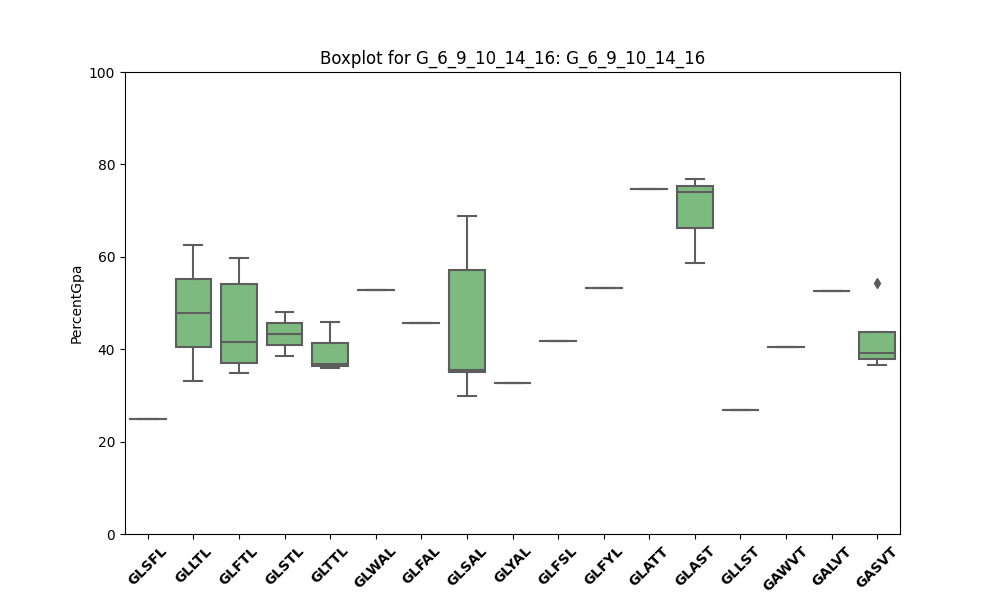 Boxplot for G_6_9_10_14_16: G_6_9_10_14_16
100
80
60
40
20
0
PercentGpa
GLSFL GLLTL GLFTL GLSTL GLTTL GLWAL GLFAL GLSAL GLYAL GLFSL GLFYL GLATT GLAST GLLST GAWVT GALVT GASVT